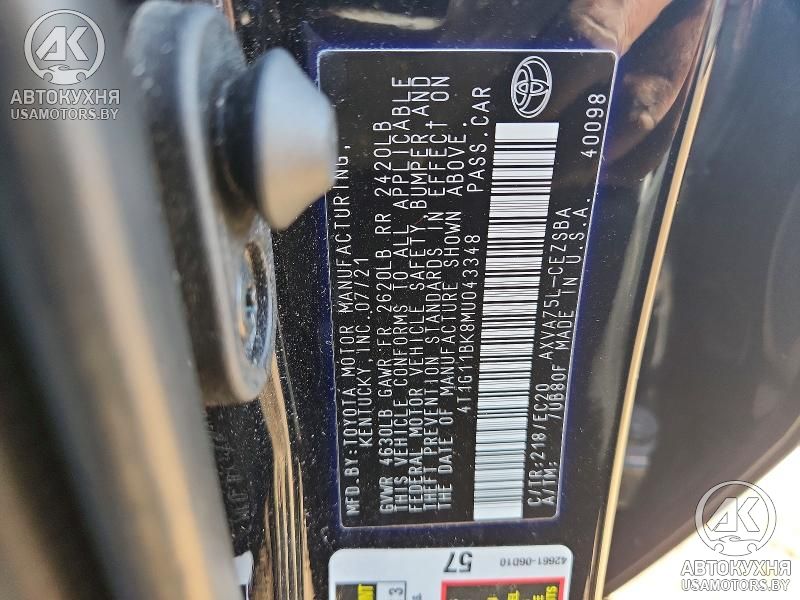 AK
АВТОКУХНЯ
USAMOTORS.BY
MFD. BY: TOYOTA MOTOR MANUFACTURING,
KENTUCKY, INC. 07/21
GVWR 4630LB GAWR FR 2620LB RR 2420LB
THIS VEHICLE CONFORMS TO ALL APPLICABLE
FEDERAL MOTOR VEHICLE SAFETY, BUMPER AND
THEFT PREVENTION STANDARDS IN EFFECT ON
THE DATE OF MANUFACTURE SHOWN ABOVE.
4T1G11BK8MU043348 PASS. CAR
C/TR: 218/EC20 AXVA75L-CEZSBA
A/TM: 7UB80F MADE IN U.S.A.
40098
57
42661-06D10
AK
АВТОКУХНЯ
USAMOTORS.BY